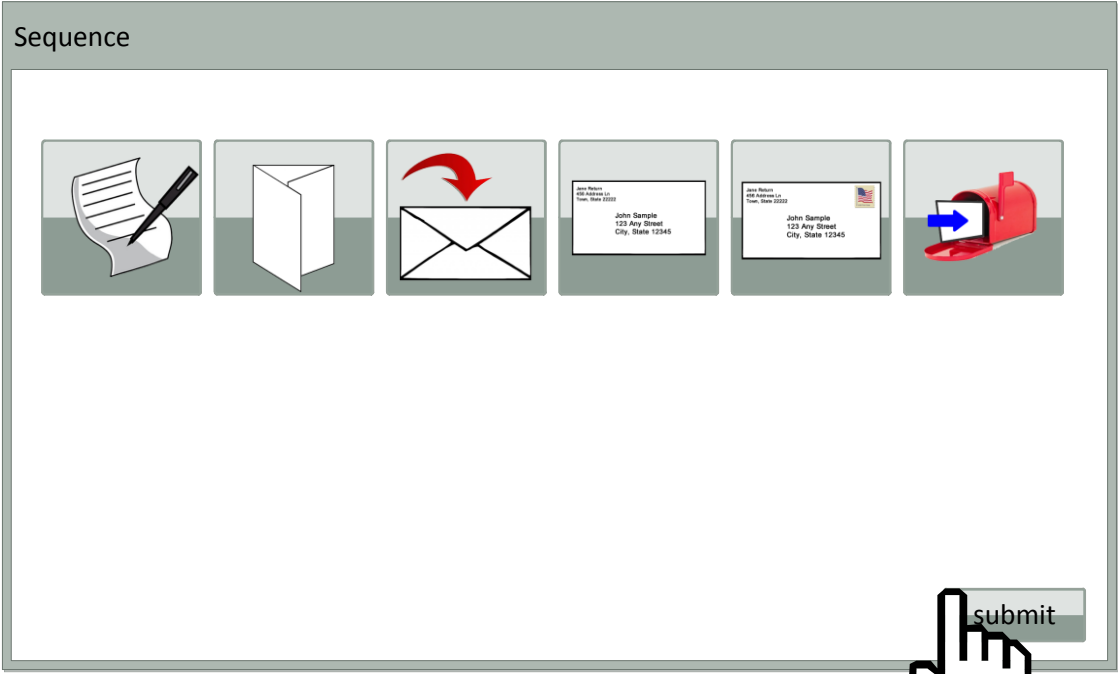 Sequence
Jane Return
456 Address Ln
Town, State 22222
John Sample
123 Any Street
City, State 12345
Jane Return
456 Address Ln
Town, State 22222
John Sample
123 Any Street
City, State 12345
submit